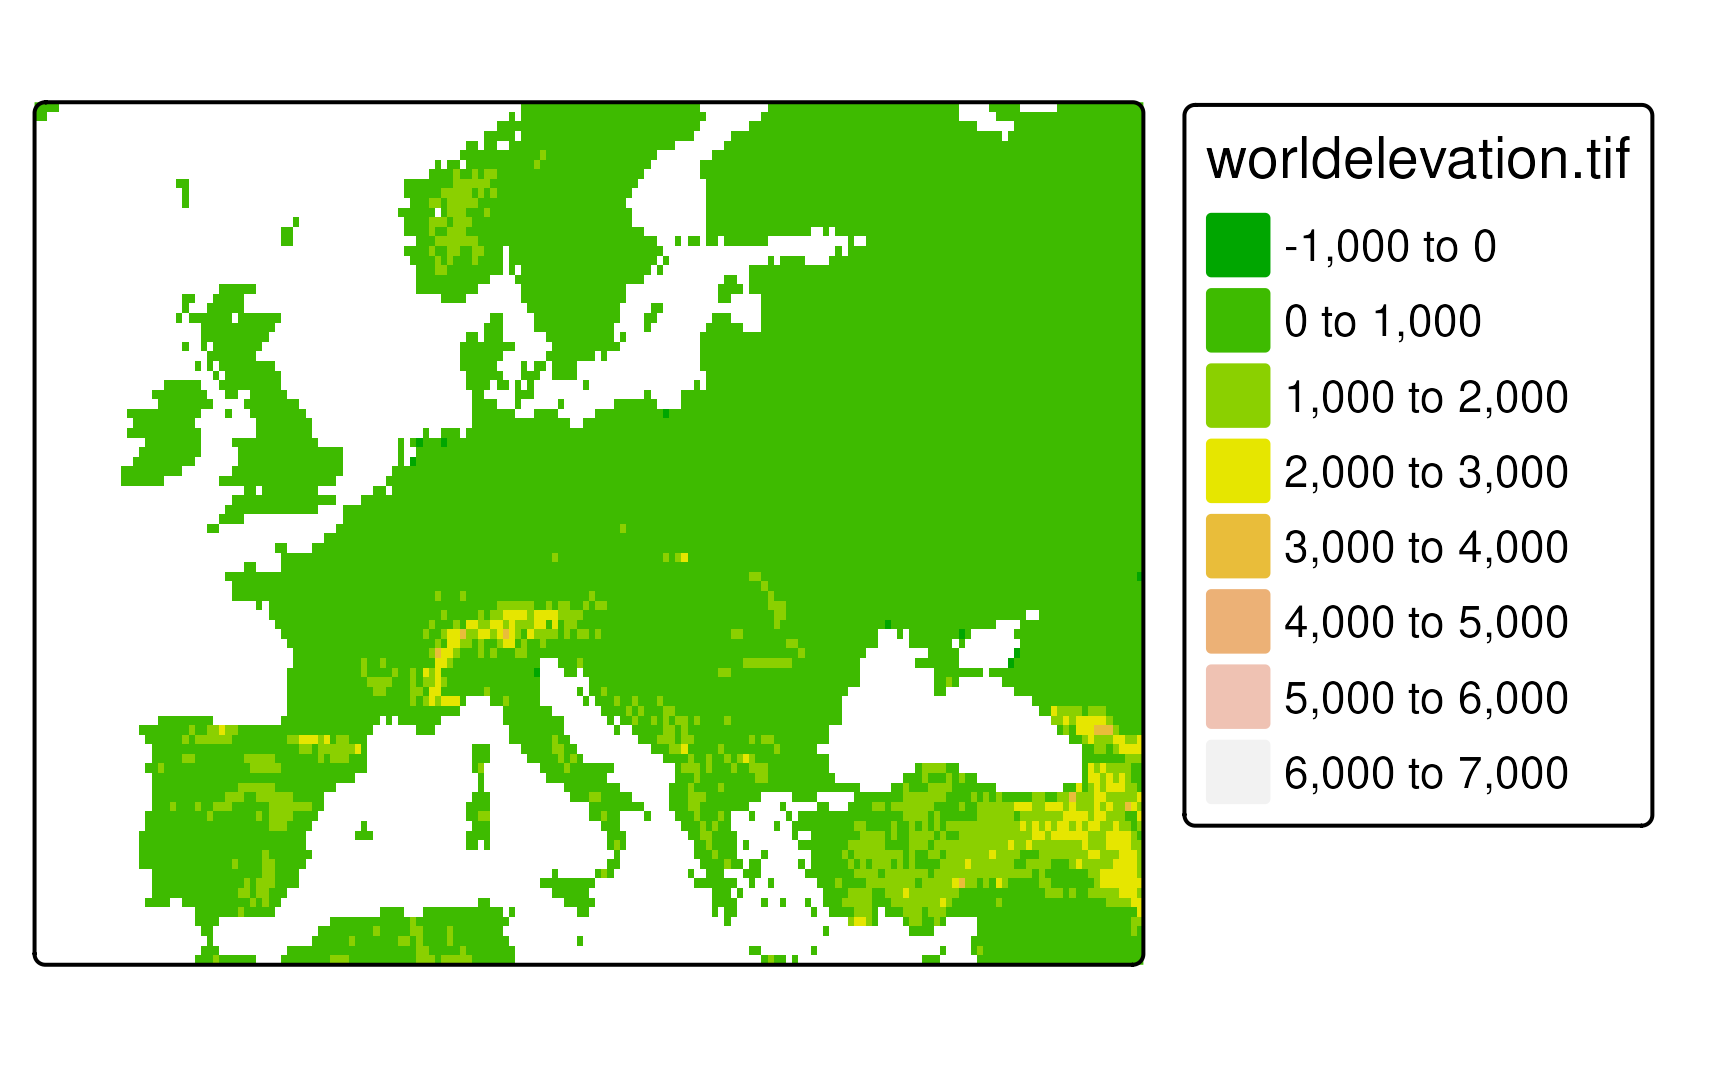 worldelevation.tif
-1,000 to 0
0 to 1,000
1,000 to 2,000
2,000 to 3,000
3,000 to 4,000
4,000 to 5,000
5,000 to 6,000
6,000 to 7,000